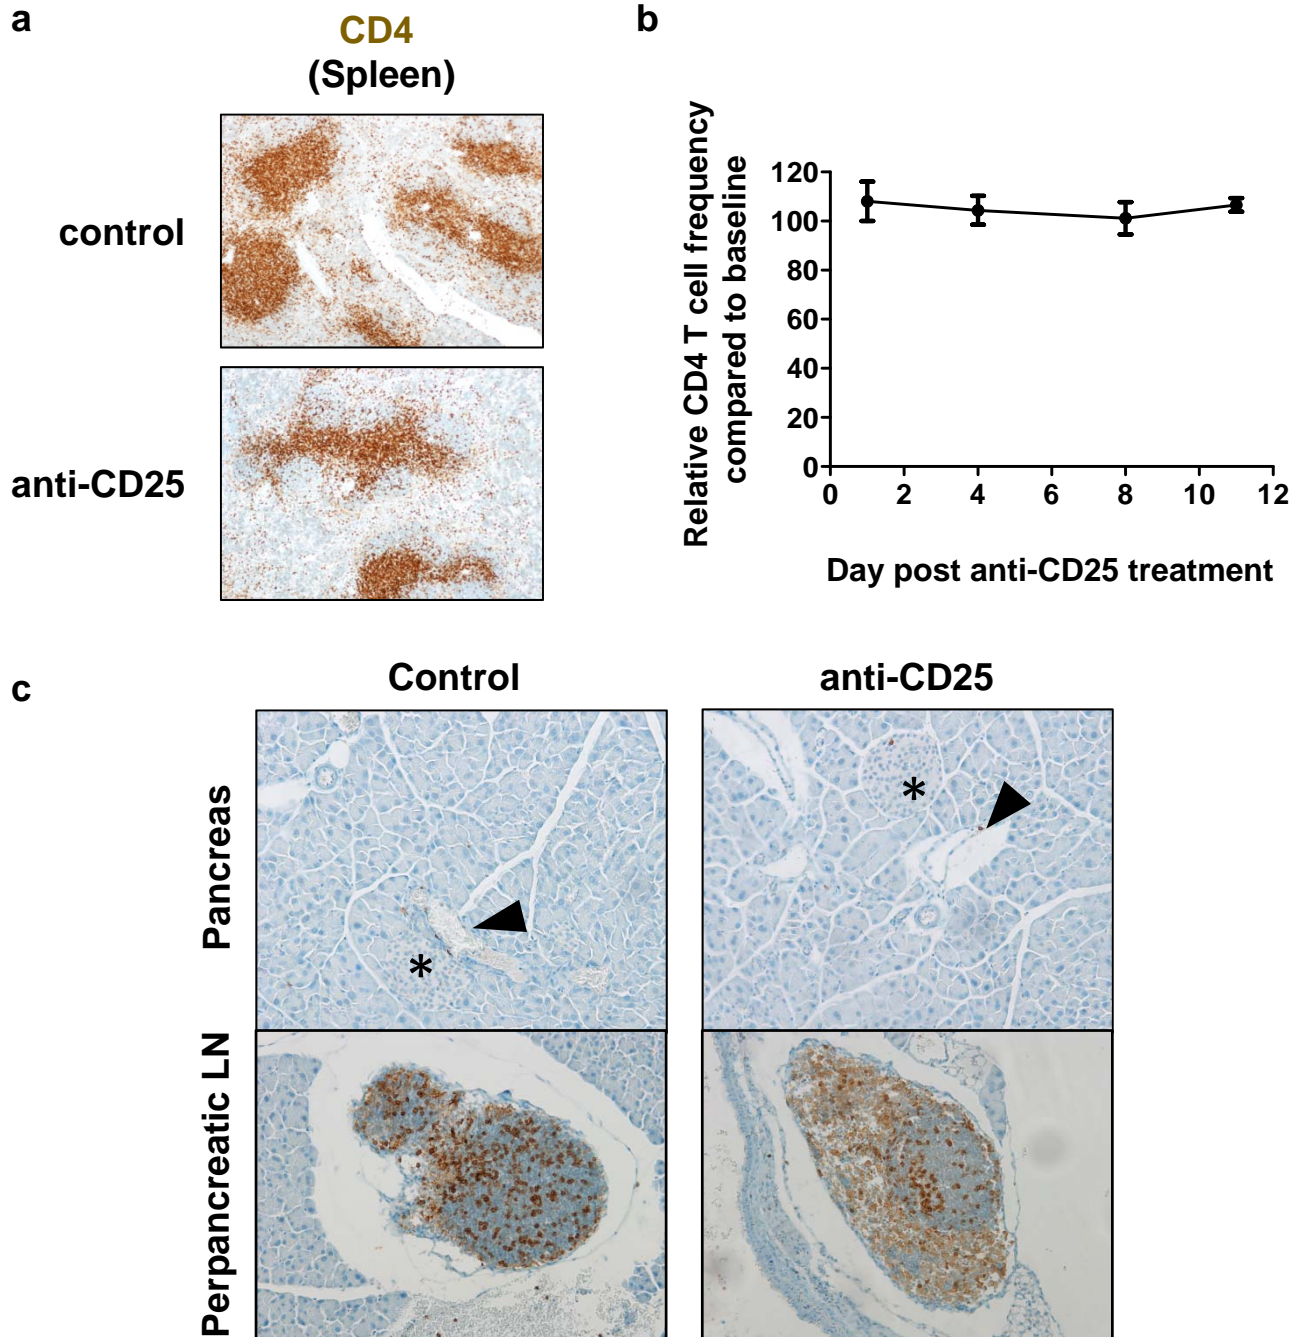 a
CD4
(Spleen)
control
anti-CD25
b
Relative CD4 T cell frequency
compared to baseline
120
100
80
60
40
20
0
0 2 4 6 8 10 12
Day post anti-CD25 treatment
c
Control
anti-CD25
Pancreas
*
*
Perpancreatic LN